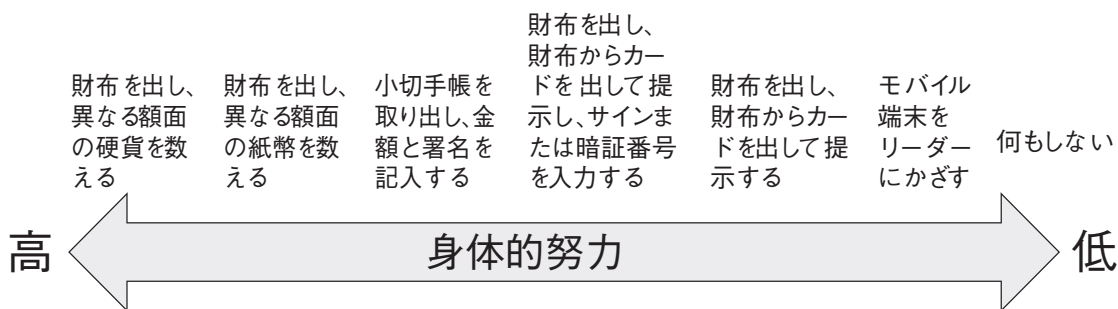 財布を出し、
異なる額面
の硬貨を数
える
財布を出し、
異なる額面
の紙幣を数
える
小切手帳を
取り出し、金
額と署名を
記入する
財布を出し、
財布からカー
ドを出して提
示し、サインま
たは暗証番号
を入力する
財布を出し、
財布からカー
ドを出して提
示する
モバイル
端末を
リーダー
にかざす
何もしない
高
身体的努力
低